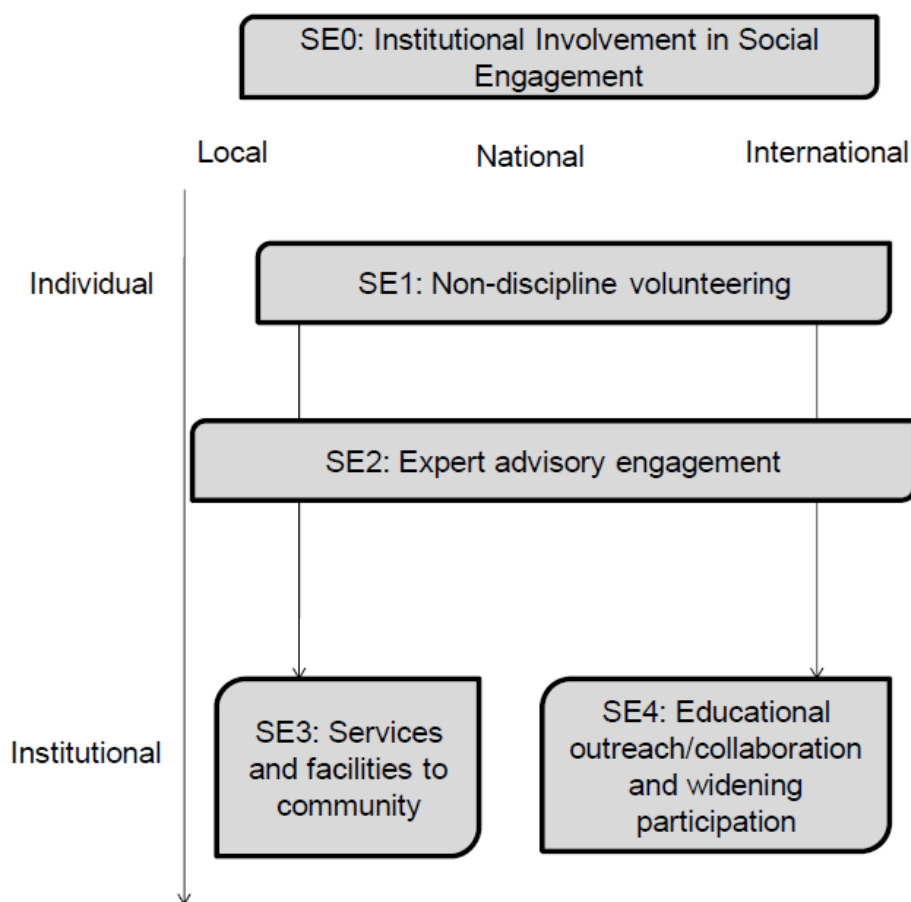 SE0: Institutional Involvement in Social
Engagement
Local
National
International
Individual
SE1: Non-discipline volunteering
SE2: Expert advisory engagement
Institutional
SE3: Services
and facilities to
community
SE4: Educational
outreach/collaboration
and widening
participation